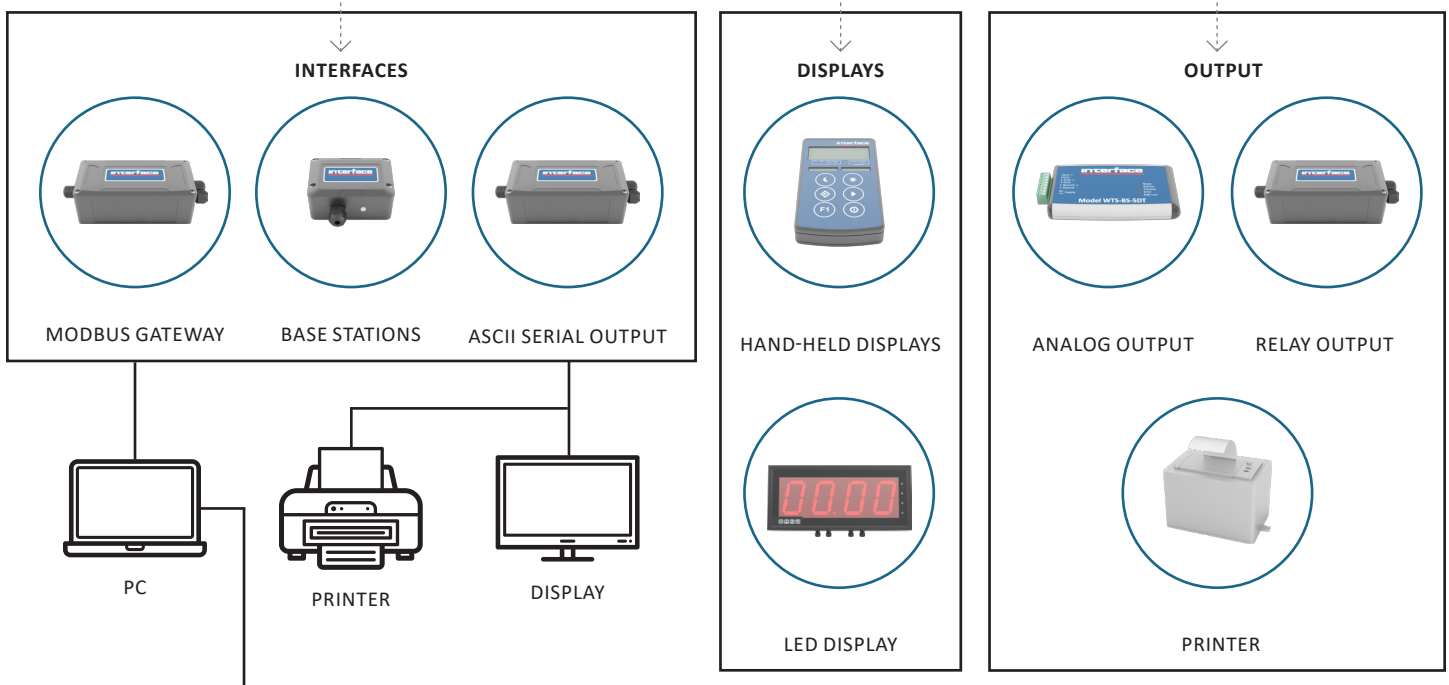 INTERFACES
interface
interface
interface
MODBUS GATEWAY
BASE STATIONS
ASCII SERIAL OUTPUT
PC
PRINTER
DISPLAY
DISPLAYS
interface
F1
HAND-HELD DISPLAYS
00.00
LED DISPLAY
OUTPUT
interface
Model WTS-BS-5DT
interface
ANALOG OUTPUT
RELAY OUTPUT
PRINTER